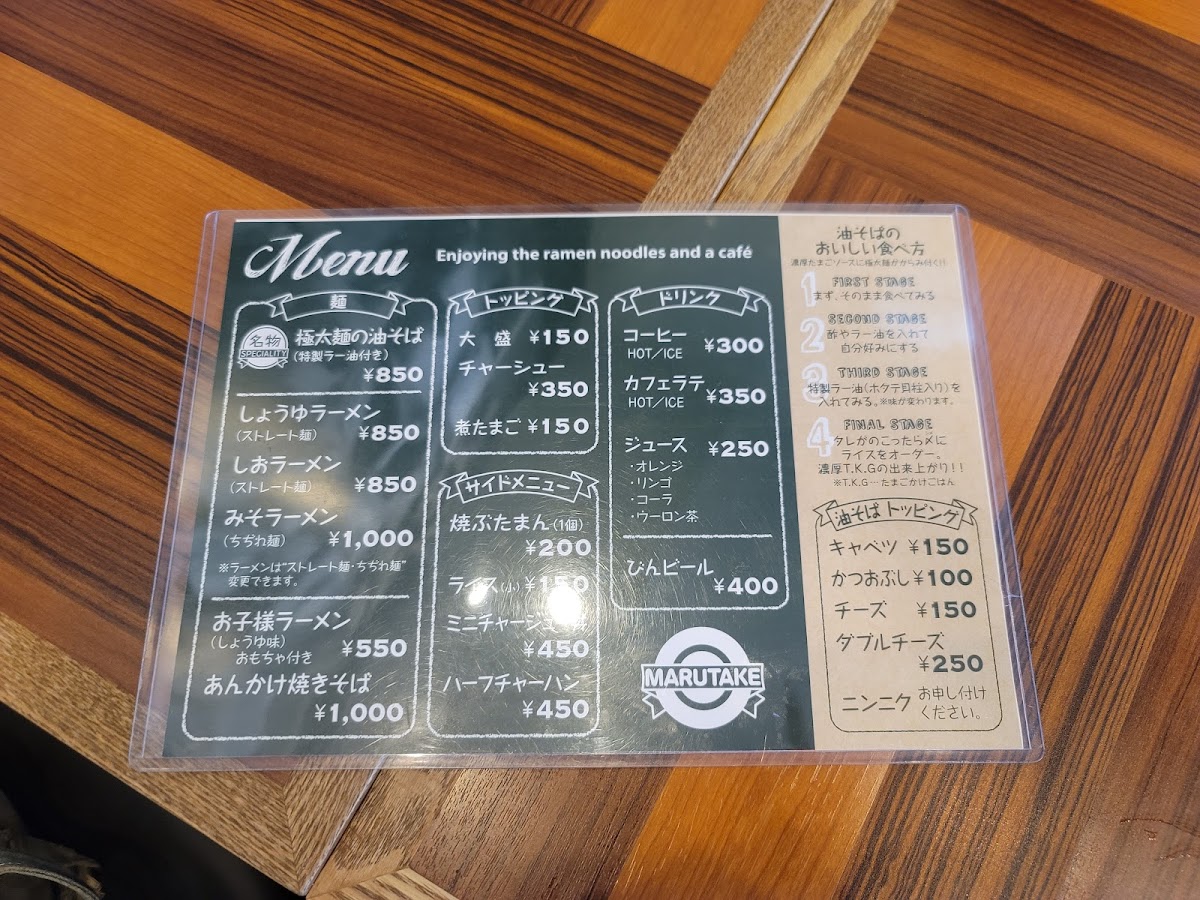 Menu
Enjoying the ramen noodles and a café
麺
名物
SPECIALITY
極太麺の油そば
(特製ラー油付き)
¥850
しょうゆラーメン
(ストレート麺) ¥850
しおラーメン
(ストレート麺) ¥850
みそラーメン
(ちぢれ麺) ¥1,000
※ラーメンは"ストレート麺・ちぢれ麺"
変更できます。
お子様ラーメン
(しょうゆ味)
おもちゃ付き ¥550
あんかけ焼きそば
¥1,000
トッピング
大 盛 ¥150
チャーシュー
¥350
煮たまご ¥150
サイドメニュー
焼ぶたまん(1個)
¥200
ライス(小) ¥150
ミニチャーシュー丼
¥450
ハーフチャーハン
¥450
ドリンク
コーヒー
HOT/ICE ¥300
カフェラテ
HOT/ICE ¥350
ジュース ¥250
・オレンジ
・リンゴ
・コーラ
・ウーロン茶
びんビール
¥400
MARUTAKE
油そばの
おいしい食べ方
濃厚たまごソースに極太麺がからみ付く!!
1 FIRST STAGE
まず、そのまま食べてみる
2 SECOND STAGE
酢やラー油を入れて
自分好みにする
3 THIRD STAGE
特製ラー油(ホタテ貝柱入り)を
入れてみる。※味が変わります。
4 FINAL STAGE
タレがのこったら〆に
ライスをオーダー。
濃厚T.K.Gの出来上がり!!
※T.K.G…たまごかけごはん
油そば トッピング
キャベツ ¥150
かつおぶし ¥100
チーズ ¥150
ダブルチーズ
¥250
ニンニク お申し付け
ください。